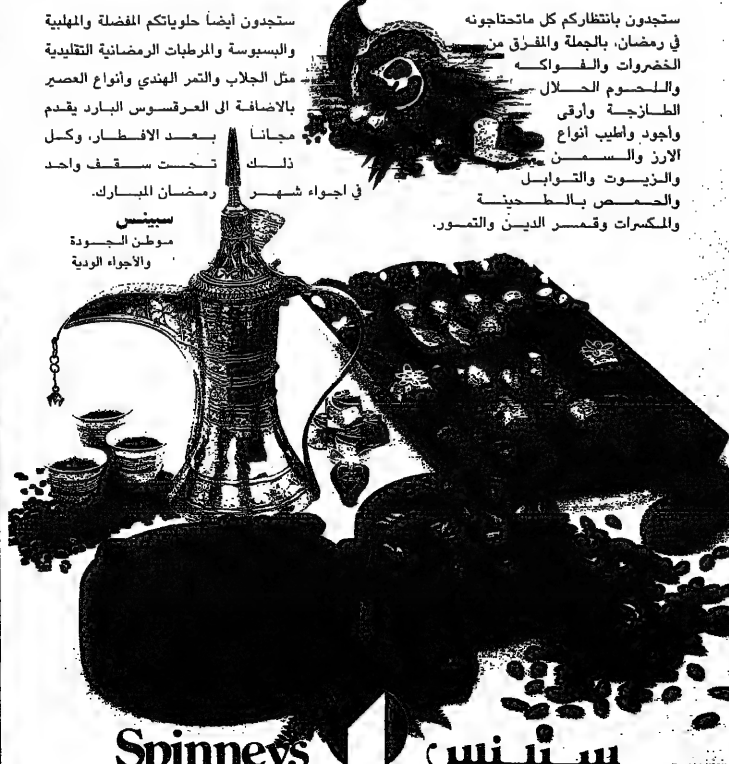 ستجدون بانتظاركم كل ماتحتاجونه
في رمضان، بالجملة والمفرق من
الخضروات والفواكه
واللحوم الحلال
الطازجة وأرقى
وأجود وأطيب أنواع
الارز والسمن
والزيوت والتوابل
والحمص بالطحينة
والمكسرات وقمر الدين والتمور.
ستجدون أيضاً حلوياتكم المفضلة والمهلبية
والبسبوسة والمرطبات الرمضانية التقليدية
مثل الجلاب والتمر الهندي وأنواع العصير
بالاضافة الى العرقسوس البارد يقدم
مجاناً بعد الافطار، وكل
ذلك تحت سقف واحد
في أجواء شهر رمضان المبارك.
سبينس
موطن الجودة
والأجواء الودية
Spinneys
سبينس